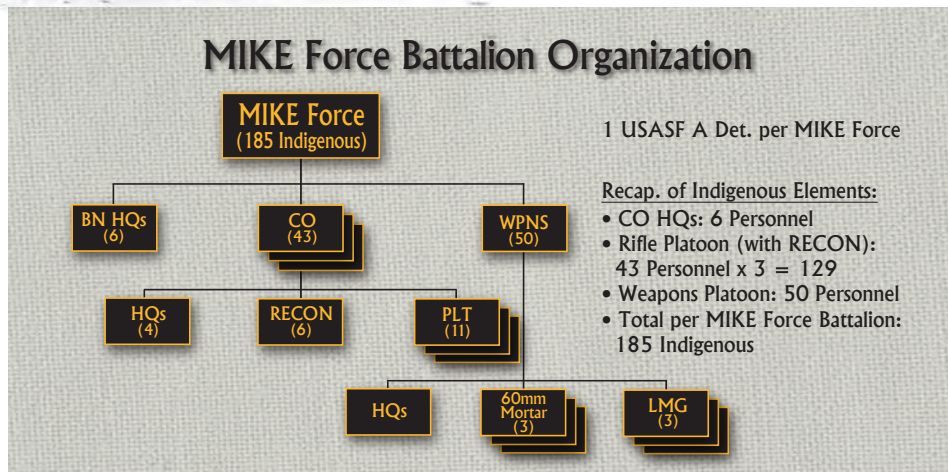 MIKE Force Battalion Organization
MIKE Force
(185 Indigenous)
BN HQs
(6)
CO
(43)
WPNS
(50)
HQs
(4)
RECON
(6)
PLT
(11)
HQs
60mm
Mortar
(3)
LMG
(3)
1 USASF A Det. per MIKE Force
Recap. of Indigenous Elements:
• CO HQs: 6 Personnel
• Rifle Platoon (with RECON):
43 Personnel x 3 = 129
• Weapons Platoon: 50 Personnel
• Total per MIKE Force Battalion:
185 Indigenous